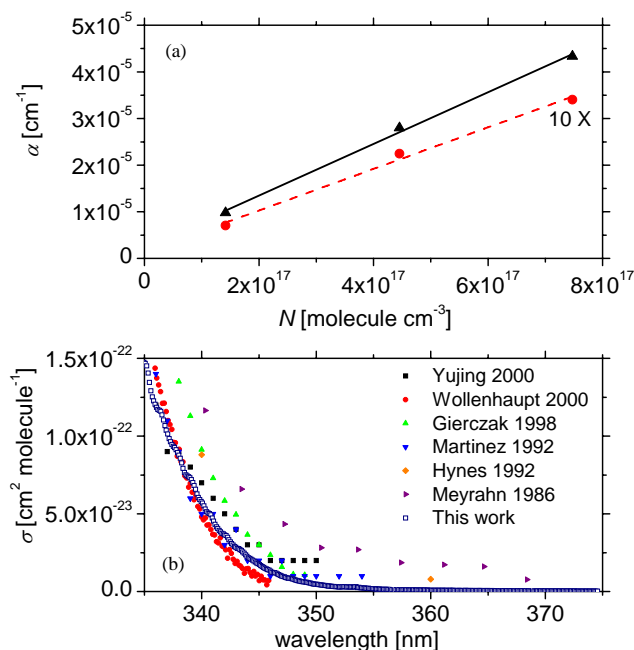 5x10⁻⁵
(a)
4x10⁻⁵
3x10⁻⁵
α [cm⁻¹]
10 X
2x10⁻⁵
1x10⁻⁵
0
0 2x10¹⁷ 4x10¹⁷ 6x10¹⁷ 8x10¹⁷
N [molecule cm⁻³]
1.5x10⁻²²
Yujing 2000
Wollenhaupt 2000
Gierczak 1998
1.0x10⁻²²
Martinez 1992
Hynes 1992
Meyrahn 1986
This work
σ [cm² molecule⁻¹]
5.0x10⁻²³
(b)
0.0
340 350 360 370
wavelength [nm]